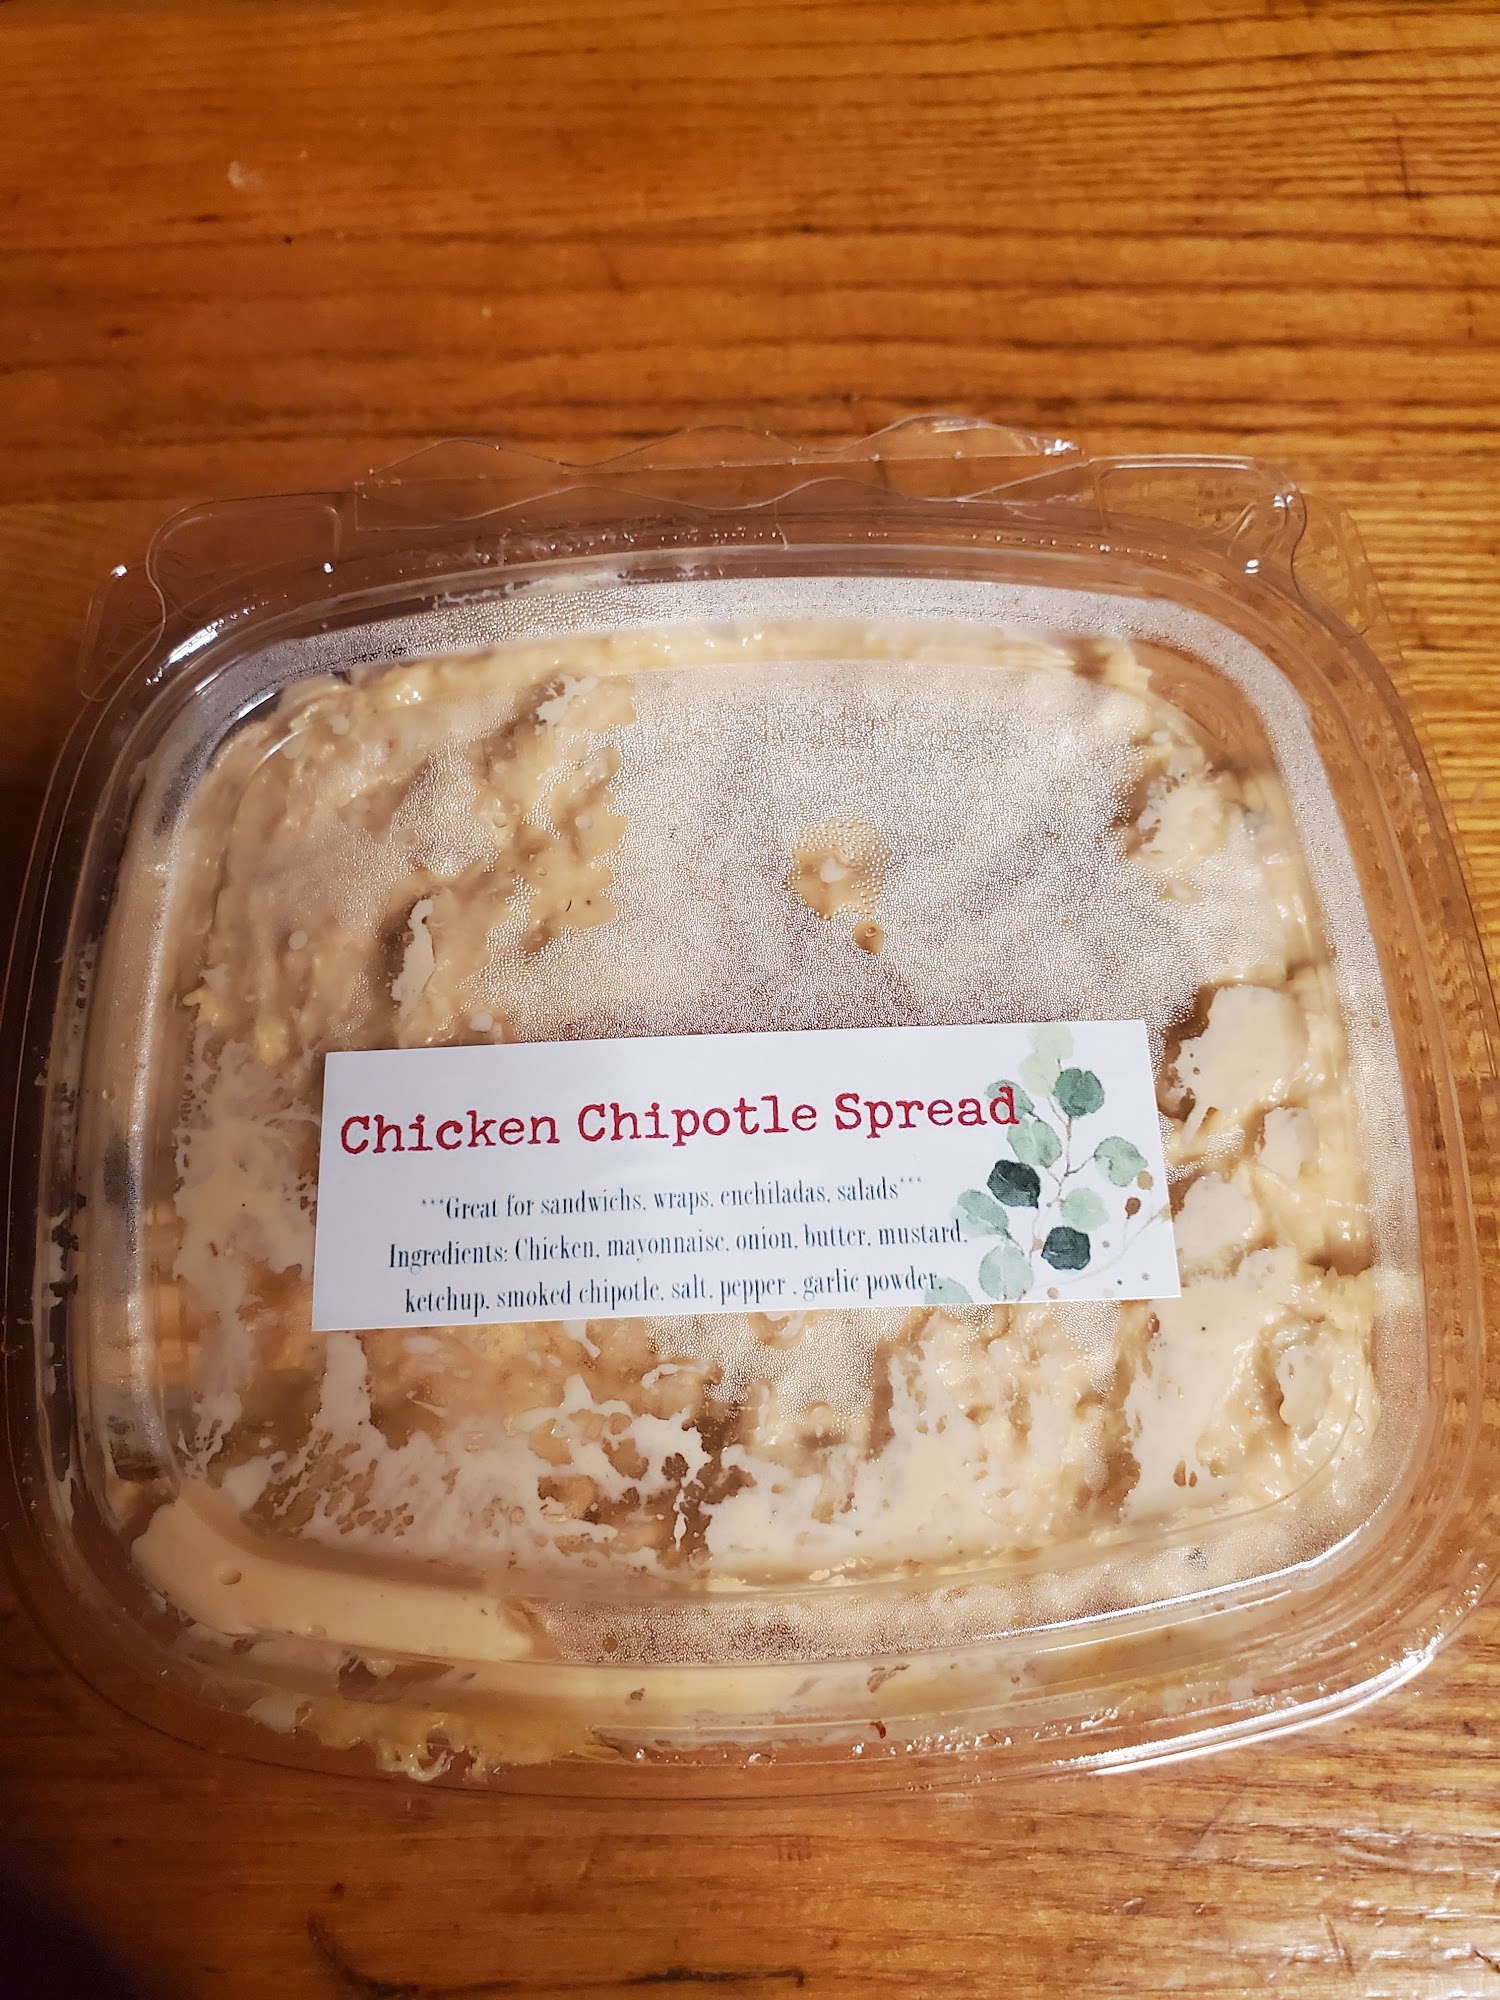 Chicken Chipotle Spread
***Great for sandwichs, wraps, enchiladas, salads***
Ingredients: Chicken, mayonnaise, onion, butter, mustard,
ketchup, smoked chipotle, salt, pepper , garlic powder,